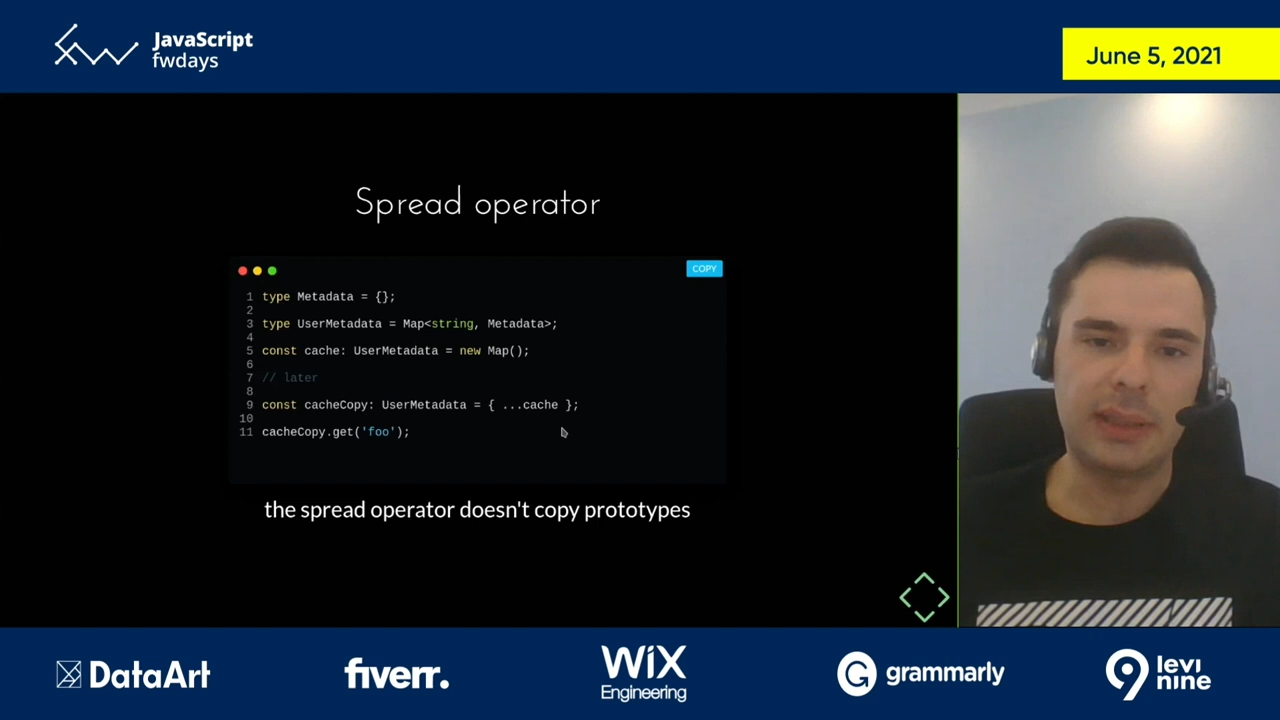 JavaScript
fwdays
June 5, 2021
Spread operator
COPY
1 type Metadata = {};
2
3 type UserMetadata = Map<string, Metadata>;
4
5 const cache: UserMetadata = new Map();
6
7 // later
8
9 const cacheCopy: UserMetadata = { ...cache };
10
11 cacheCopy.get('foo');
the spread operator doesn't copy prototypes
DataArt
fiverr.
WiX
Engineering
grammarly
9 levi
nine